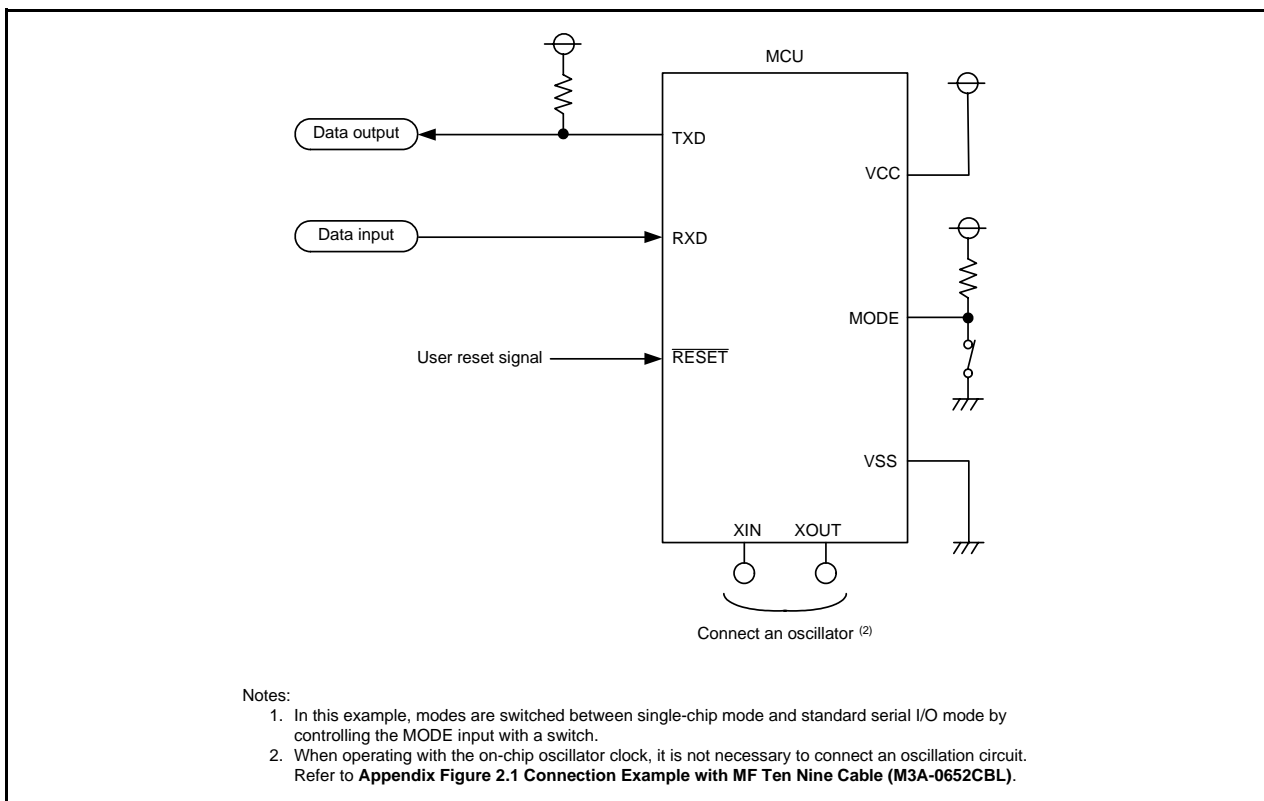 MCU
Data output
TXD
VCC
Data input
RXD
MODE
User reset signal
RESET
VSS
XIN XOUT
Connect an oscillator (2)
Notes:
1. In this example, modes are switched between single-chip mode and standard serial I/O mode by
controlling the MODE input with a switch.
2. When operating with the on-chip oscillator clock, it is not necessary to connect an oscillation circuit.
Refer to Appendix Figure 2.1 Connection Example with MF Ten Nine Cable (M3A-0652CBL).